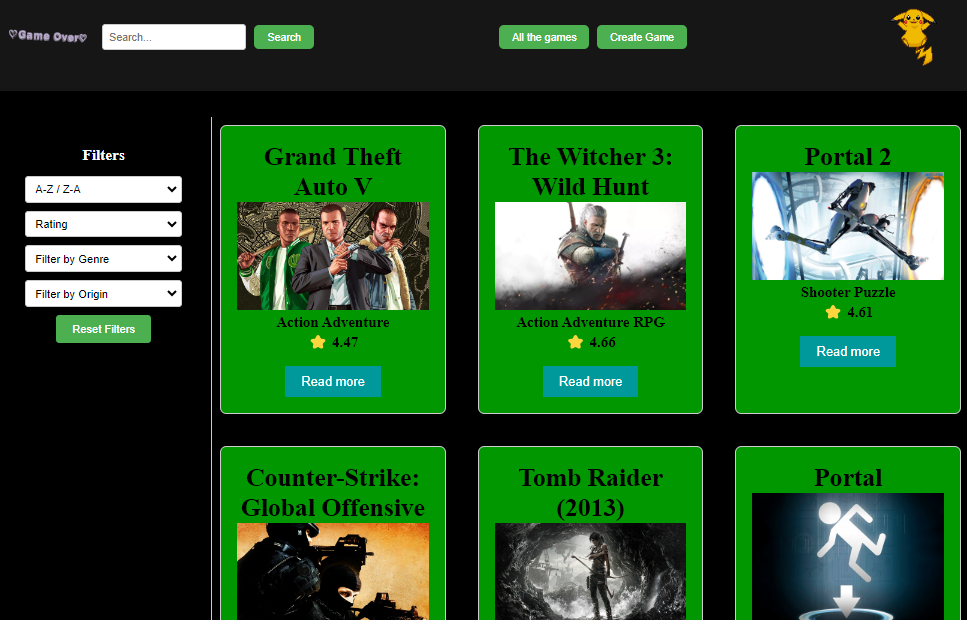 ♡Game Over♡
Search...
Search
All the games
Create Game
Filters
A-Z / Z-A
Rating
Filter by Genre
Filter by Origin
Reset Filters
Grand Theft
Auto V
Action Adventure
4.47
Read more
The Witcher 3:
Wild Hunt
Action Adventure RPG
4.66
Read more
Portal 2
Shooter Puzzle
4.61
Read more
Counter-Strike:
Global Offensive
Tomb Raider
(2013)
Portal